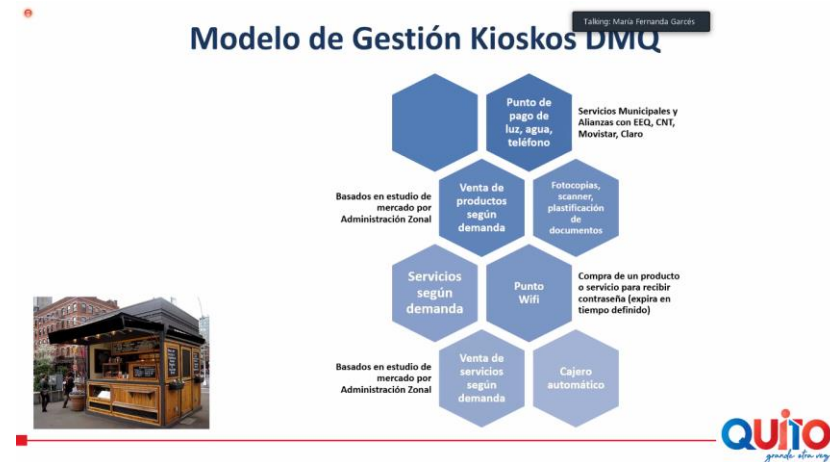 Talking: María Fernanda Garcés
Modelo de Gestión Kioskos DMQ
Punto de
pago de
luz, agua,
teléfono
Servicios Municipales y
Alianzas con EEQ, CNT,
Movistar, Claro
Basados en estudio de
mercado por
Administración Zonal
Venta de
productos
según
demanda
Fotocopias,
scanner,
plastificación
de
documentos
Servicios
según
demanda
Punto
Wifi
Compra de un producto
o servicio para recibir
contraseña (expira en
tiempo definido)
Basados en estudio de
mercado por
Administración Zonal
Venta de
servicios
según
demanda
Cajero
automático
QUITO
grande otra vez